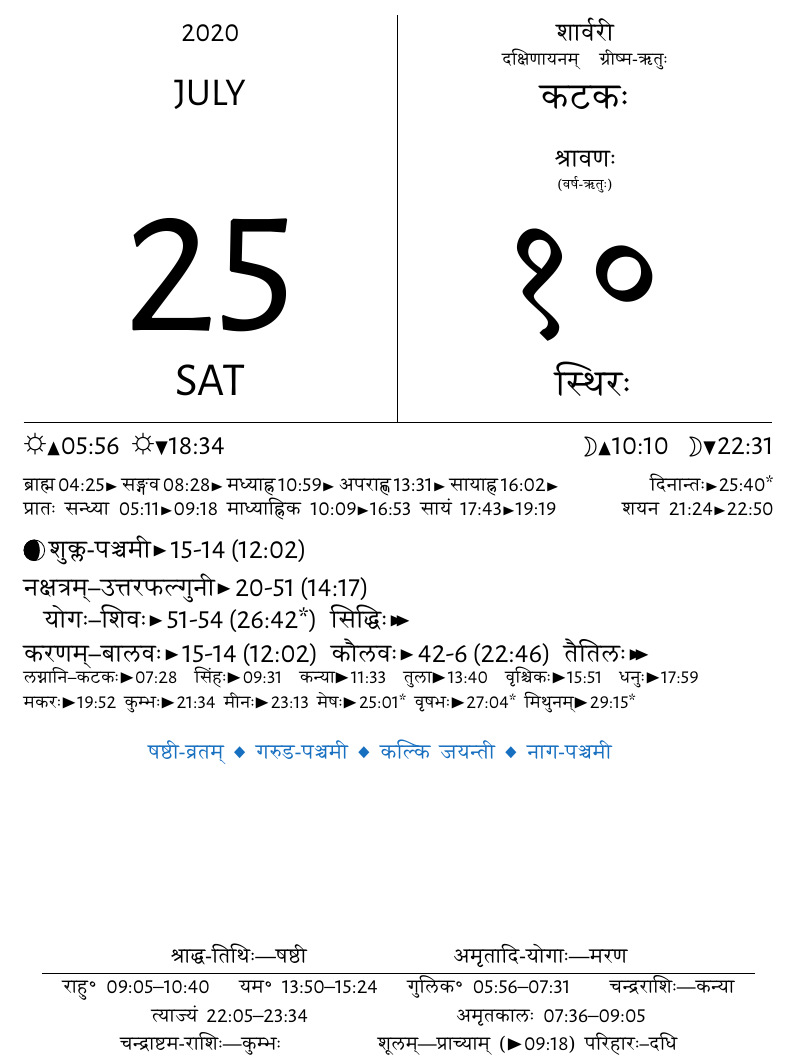 2020
JULY
25
SAT
शार्वरी
दक्षिणायनम् ग्रीष्म-ऋतुः
कटकः
श्रावणः
(वर्ष-ऋतुः)
१०
स्थिरः
☼▲05:56 ☼▼18:34 ☽▲10:10 ☽▼22:31
ब्राह्म 04:25► सङ्गव 08:28► मध्याह्न 10:59► अपराह्ण 13:31► सायाह्न 16:02► दिनान्तः►25:40*
प्रातः सन्ध्या 05:11►09:18 माध्याह्निक 10:09►16:53 सायं 17:43►19:19 शयन 21:24►22:50
शुक्ल-पञ्चमी►15-14 (12:02)
नक्षत्रम्–उत्तरफल्गुनी►20-51 (14:17)
योगः–शिवः►51-54 (26:42*) सिद्धिः►►
करणम्–बालवः►15-14 (12:02) कौलवः►42-6 (22:46) तैतिलः►►
लग्नानि–कटकः►07:28 सिंहः►09:31 कन्या►11:33 तुला►13:40 वृश्चिकः►15:51 धनुः►17:59
मकरः►19:52 कुम्भः►21:34 मीनः►23:13 मेषः►25:01* वृषभः►27:04* मिथुनम्►29:15*
षष्ठी-व्रतम् ◆ गरुड-पञ्चमी ◆ कल्कि जयन्ती ◆ नाग-पञ्चमी
श्राद्ध-तिथिः—षष्ठी अमृतादि-योगाः—मरण
राहु° 09:05–10:40 यम° 13:50–15:24 गुलिक° 05:56–07:31 चन्द्रराशिः—कन्या
त्याज्यं 22:05–23:34 अमृतकालः 07:36–09:05
चन्द्राष्टम-राशिः—कुम्भः शूलम्—प्राच्याम् (►09:18) परिहारः–दधि